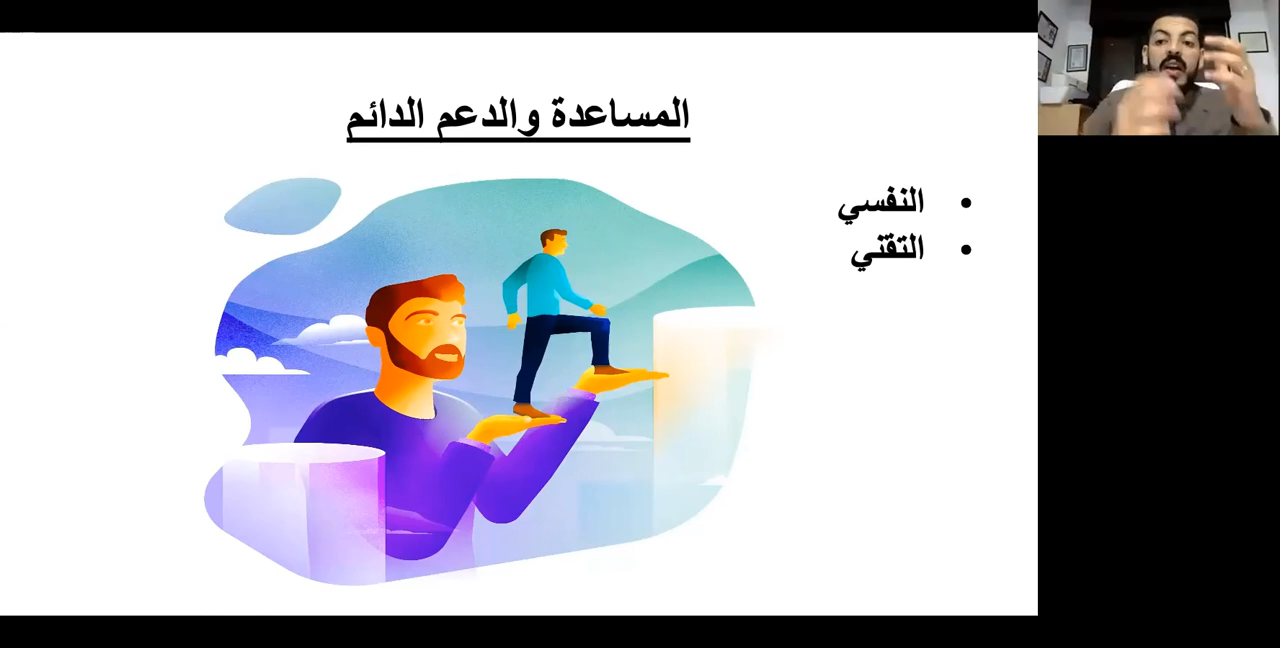 المساعدة والدعم الدائم
• النفسي
• التقني